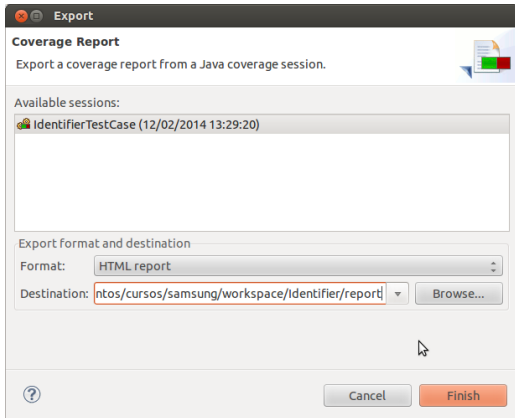 Export
Coverage Report
Export a coverage report from a Java coverage session.
Available sessions:
IdentifierTestCase (12/02/2014 13:29:20)
Export format and destination
Format: HTML report
Destination: ntos/cursos/samsung/workspace/Identifier/report Browse...
? Cancel Finish